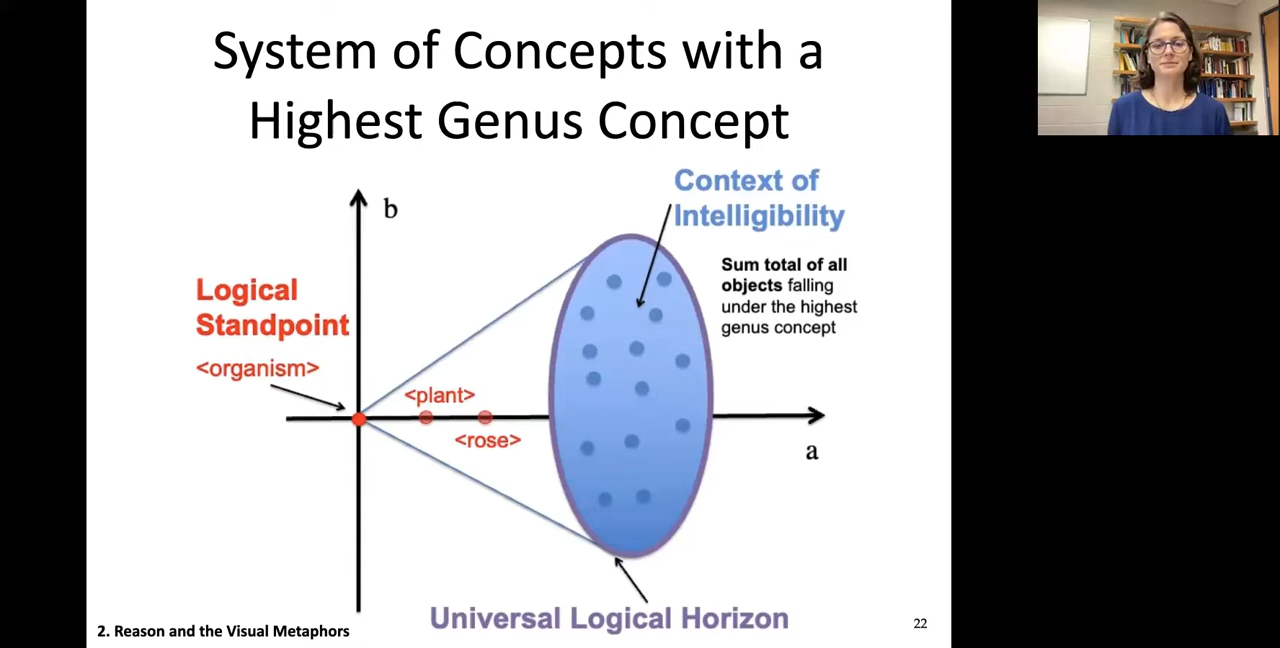 System of Concepts with a
Highest Genus Concept
Context of
Intelligibility
b
Sum total of all
objects falling
under the highest
genus concept
Logical
Standpoint
<organism>
<plant>
<rose>
a
Universal Logical Horizon
2. Reason and the Visual Metaphors
22